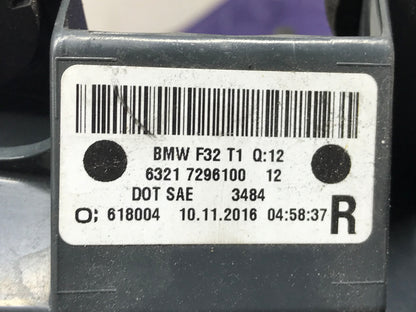 BMW F32 T1 Q:12
6321 7296100 12
DOT SAE 3484
O; 618004 10.11.2016 04:58:37 R